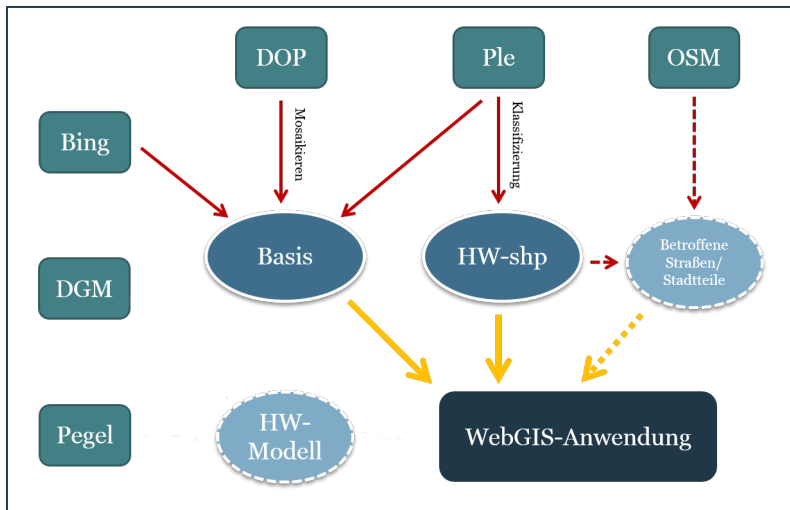 DOP
Ple
OSM
Bing
Mosaikieren
Klassifizierung
Basis
HW-shp
Betroffene
Straßen/
Stadtteile
DGM
Pegel
HW-
Modell
WebGIS-Anwendung